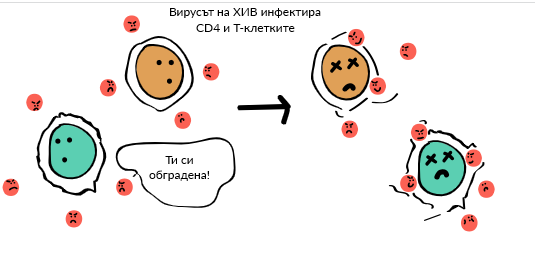 Вирусът на ХИВ инфектира
CD4 и Т-клетките
Ти си
обградена!